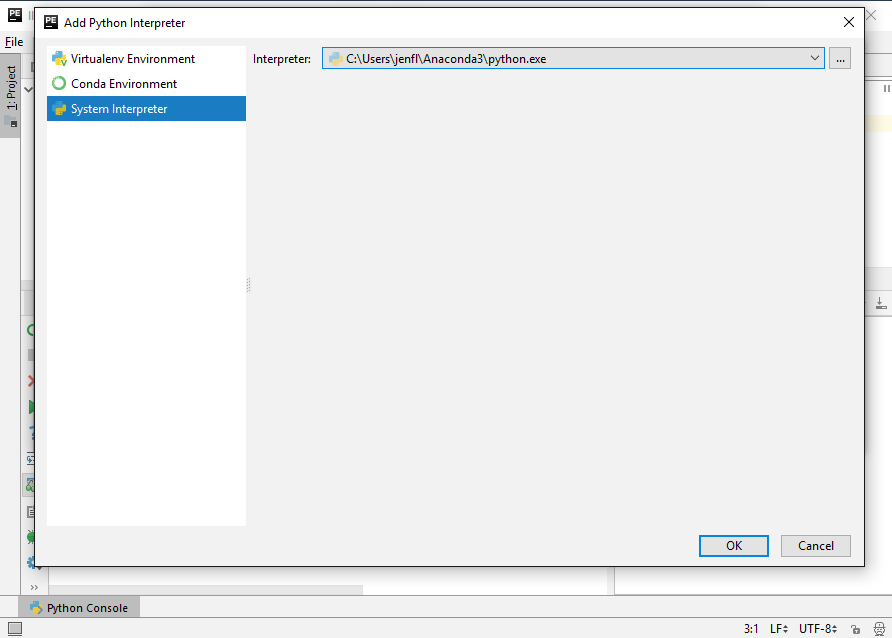 PE
PE Add Python Interpreter
File
1: Project
Virtualenv Environment
Interpreter: C:\Users\jenfl\Anaconda3\python.exe
...
Conda Environment
System Interpreter
OK
Cancel
Python Console
3:1 LF UTF-8